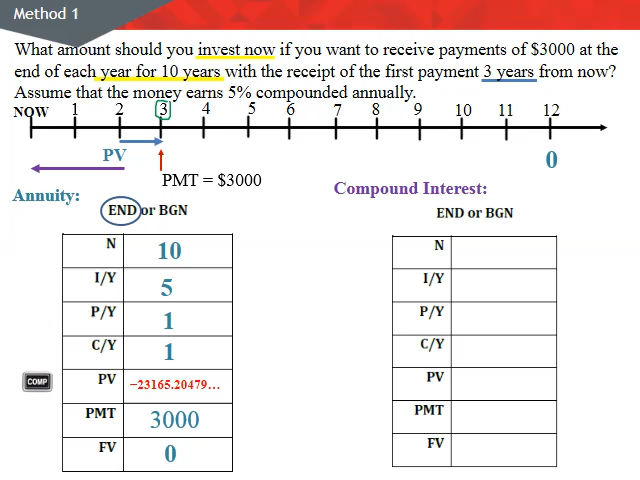 Method 1
What amount should you invest now if you want to receive payments of $3000 at the
end of each year for 10 years with the receipt of the first payment 3 years from now?
Assume that the money earns 5% compounded annually.
NOW 1 2 3 4 5 6 7 8 9 10 11 12
PV 0
PMT = $3000
Annuity:
END or BGN
N 10
I/Y 5
P/Y 1
C/Y 1
COMP PV −23165.20479…
PMT 3000
FV 0
Compound Interest:
END or BGN
N
I/Y
P/Y
C/Y
PV
PMT
FV